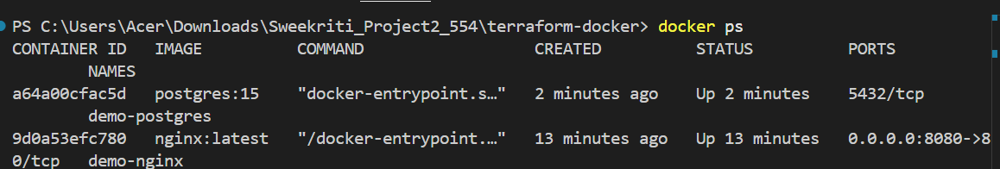 PS C:\Users\Acer\Downloads\Sweekriti_Project2_554\terraform-docker> docker ps
CONTAINER ID   IMAGE          COMMAND                  CREATED          STATUS          PORTS
        NAMES
a64a00cfac5d   postgres:15    "docker-entrypoint.s…"   2 minutes ago    Up 2 minutes    5432/tcp
        demo-postgres
9d0a53efc780   nginx:latest   "/docker-entrypoint.…"   13 minutes ago   Up 13 minutes   0.0.0.0:8080->8
0/tcp   demo-nginx